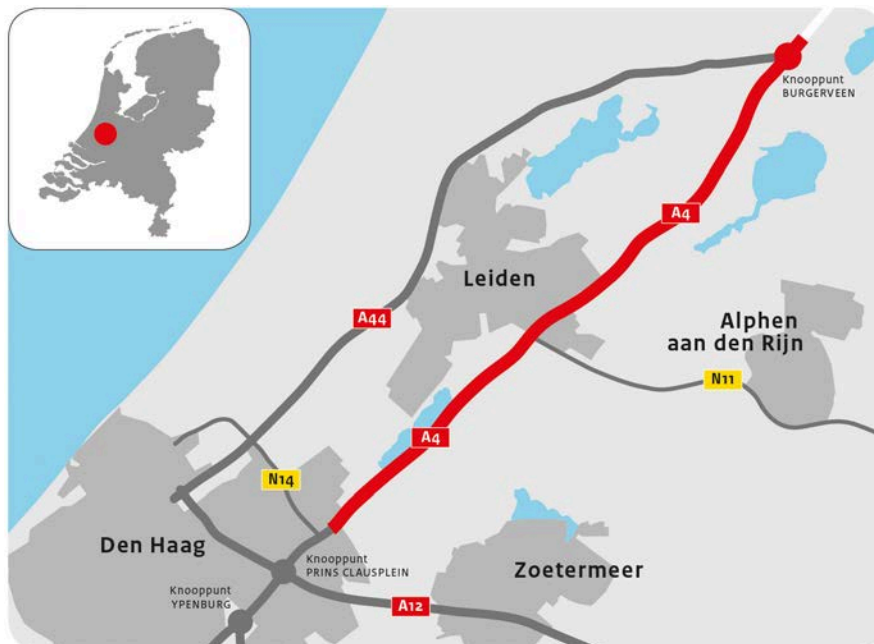 Knooppunt
BURGERVEEN
A4
Leiden
A44
Alphen
aan den Rijn
N11
A4
N14
Den Haag
Knooppunt
PRINS CLAUSPLEIN
Zoetermeer
Knooppunt
YPENBURG
A12